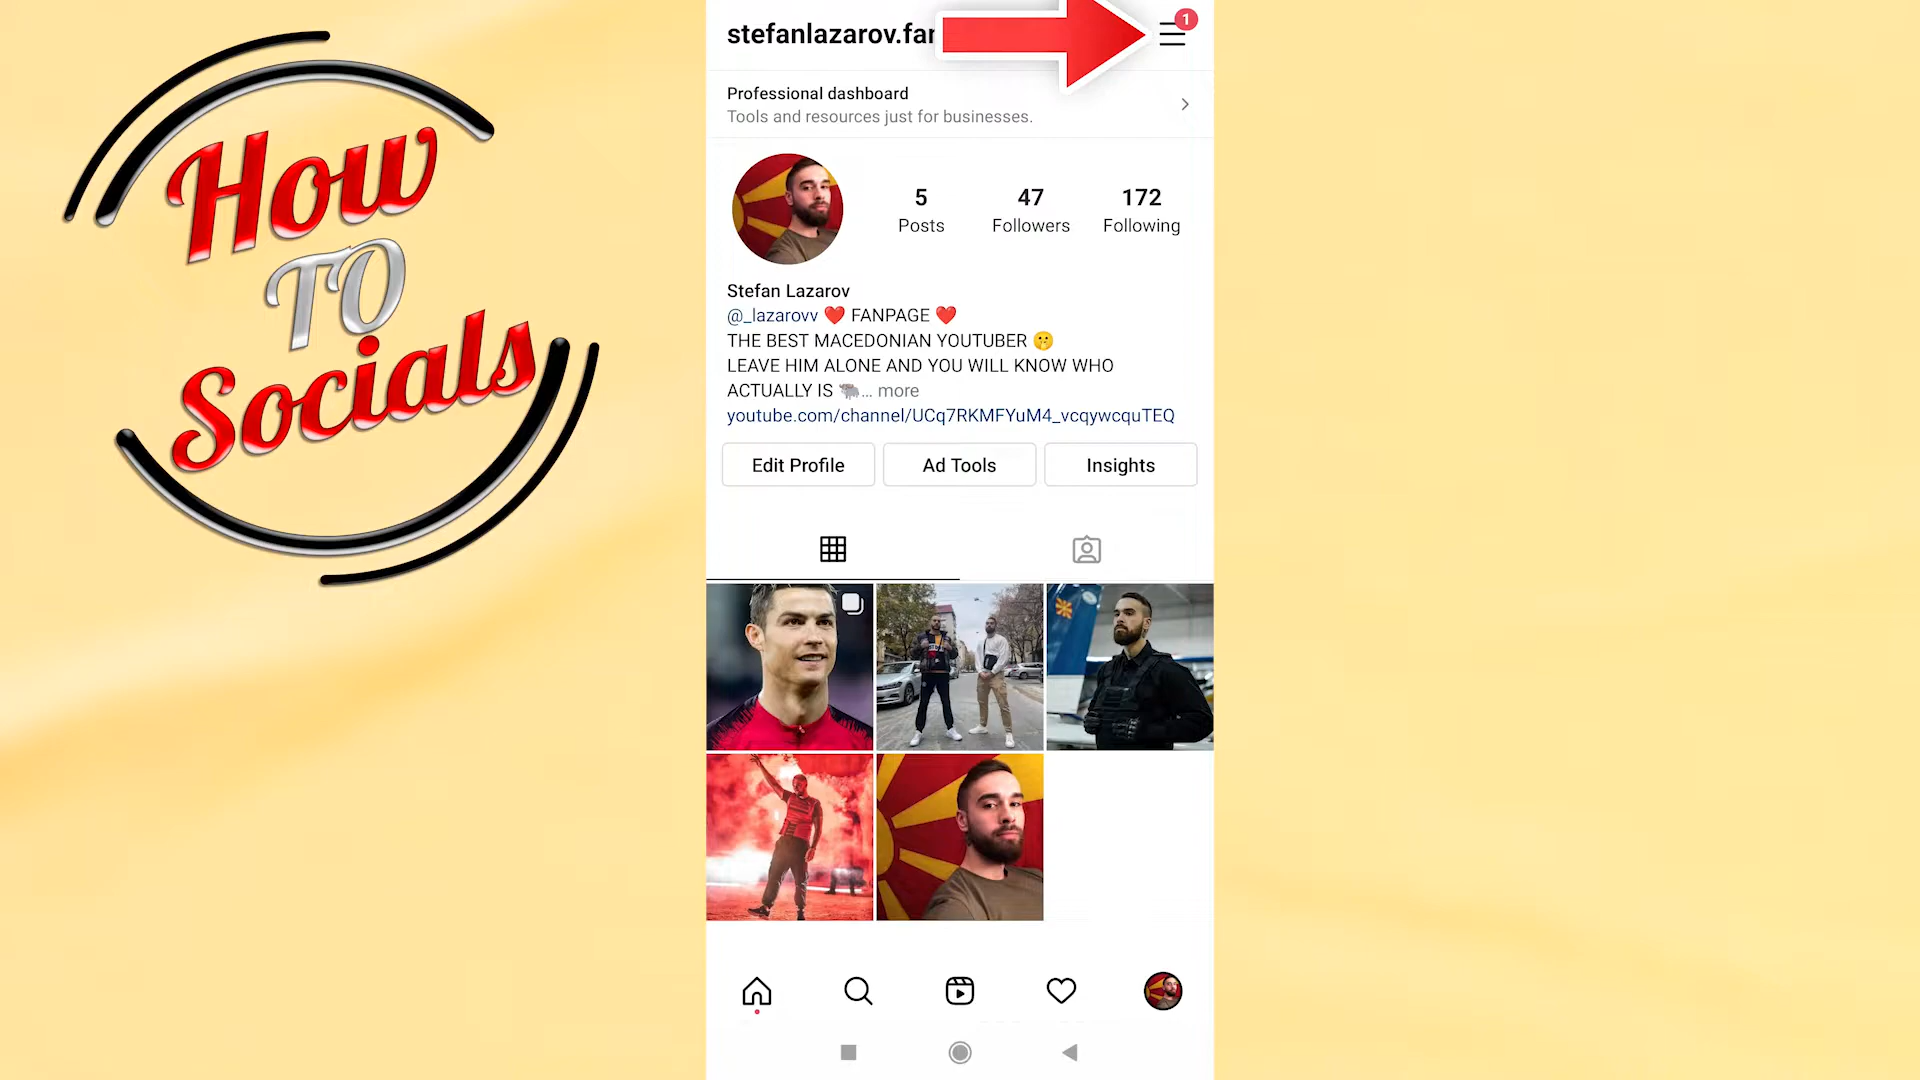 How
TO
Socials
stefanlazarov.fan
1
Professional dashboard
Tools and resources just for businesses.
5
Posts
47
Followers
172
Following
Stefan Lazarov
@_lazarovv ❤️ FANPAGE ❤️
THE BEST MACEDONIAN YOUTUBER 🤫
LEAVE HIM ALONE AND YOU WILL KNOW WHO
ACTUALLY IS 🐃... more
youtube.com/channel/UCq7RKMFYuM4_vcqywcquTEQ
Edit Profile
Ad Tools
Insights